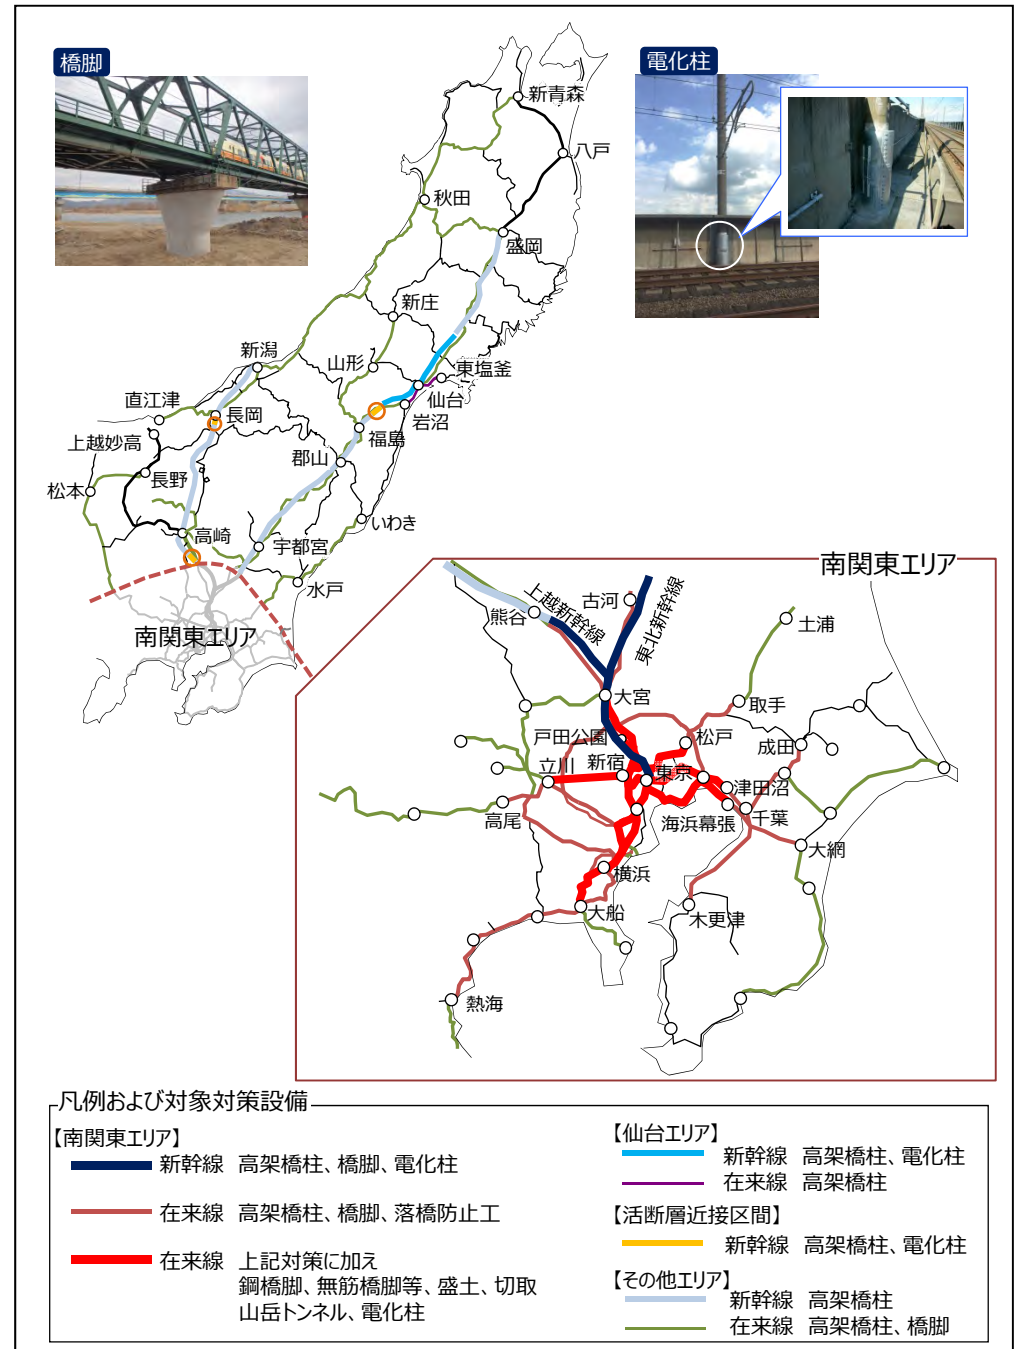 橋脚
電化柱
新青森
八戸
秋田
盛岡
新庄
新潟
山形
東塩釜
仙台
直江津
長岡
岩沼
上越妙高
福島
郡山
長野
松本
いわき
高崎
宇都宮
水戸
南関東エリア
南関東エリア
上越新幹線
古河
熊谷
東北新幹線
土浦
大宮
取手
戸田公園
松戸
成田
新宿
立川
東京
津田沼
高尾
海浜幕張
千葉
大網
横浜
大船
木更津
熱海
凡例および対象対策設備
【南関東エリア】
新幹線 高架橋柱、橋脚、電化柱
在来線 高架橋柱、橋脚、落橋防止工
在来線 上記対策に加え
鋼橋脚、無筋橋脚等、盛土、切取
山岳トンネル、電化柱
【仙台エリア】
新幹線 高架橋柱、電化柱
在来線 高架橋柱
【活断層近接区間】
新幹線 高架橋柱、電化柱
【その他エリア】
新幹線 高架橋柱
在来線 高架橋柱、橋脚